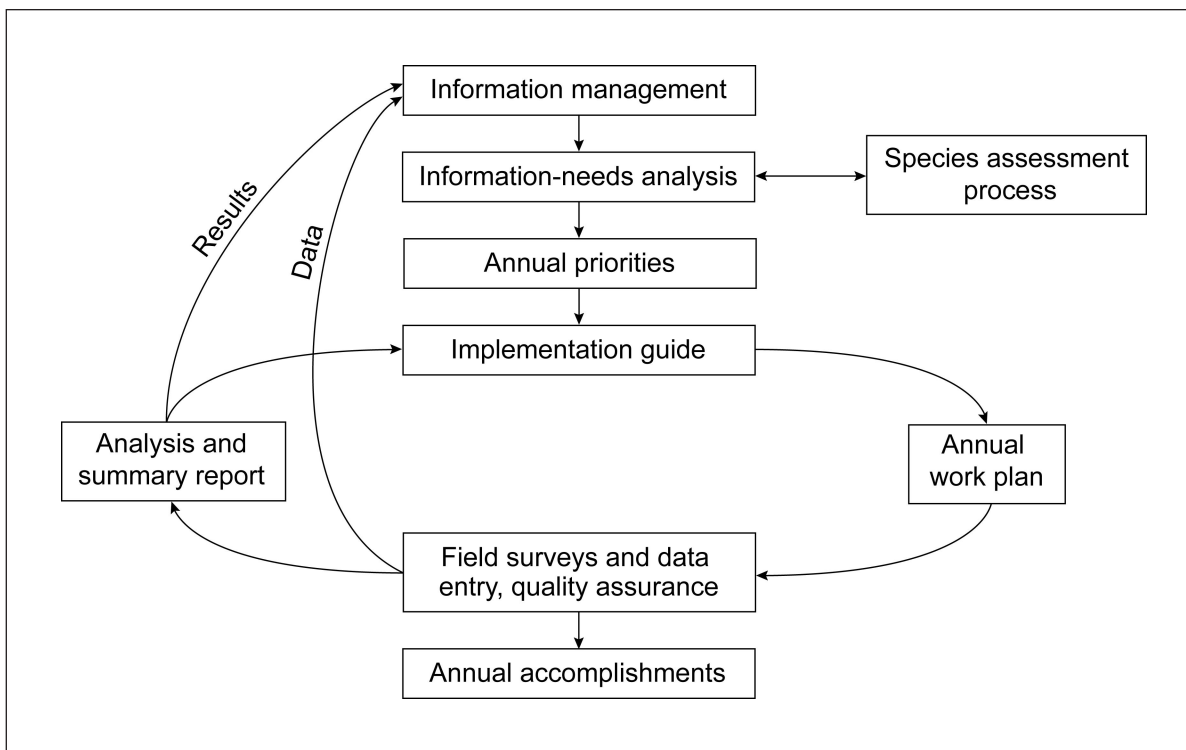 Information management
Information-needs analysis
Species assessment
process
Annual priorities
Implementation guide
Results
Data
Analysis and
summary report
Annual
work plan
Field surveys and data
entry, quality assurance
Annual accomplishments